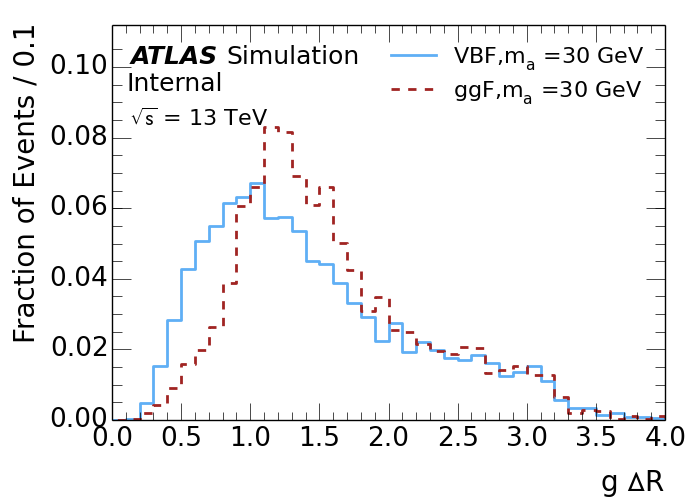 ATLAS Simulation
Internal
√s = 13 TeV
VBF,mₐ =30 GeV
ggF,mₐ =30 GeV
Fraction of Events / 0.1
0.10
0.08
0.06
0.04
0.02
0.00
0.0 0.5 1.0 1.5 2.0 2.5 3.0 3.5 4.0
g ΔR